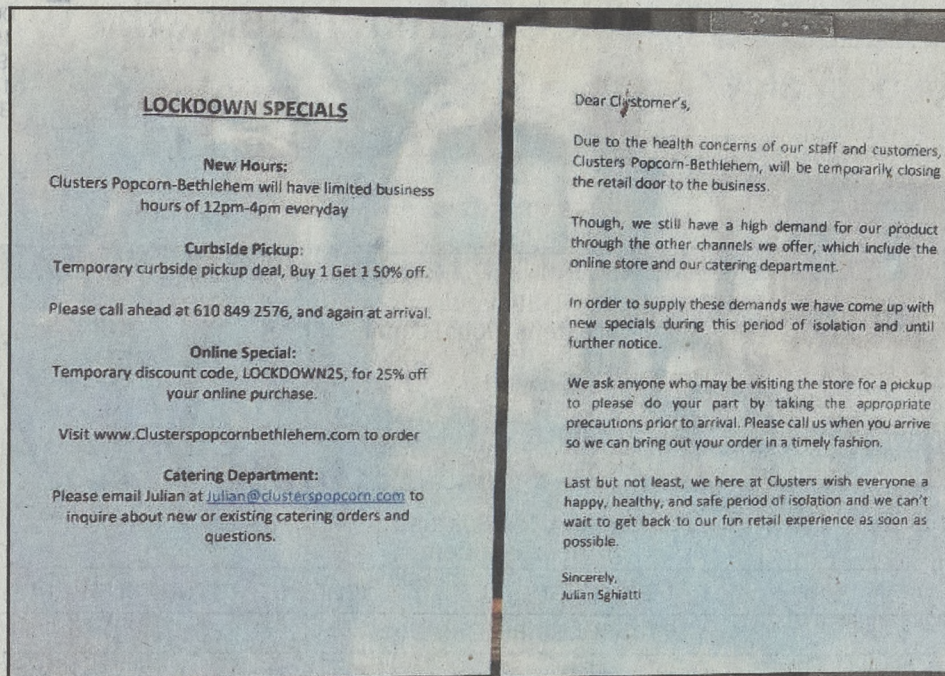 LOCKDOWN SPECIALS
New Hours:
Clusters Popcorn-Bethlehem will have limited business
hours of 12pm-4pm everyday
Curbside Pickup:
Temporary curbside pickup deal, Buy 1 Get 1 50% off.
Please call ahead at 610 849 2576, and again at arrival.
Online Special:
Temporary discount code, LOCKDOWN25, for 25% off
your online purchase.
Visit www.Clusterspopcornbethlehem.com to order
Catering Department:
Please email Julian at Julian@clusterspopcorn.com to
inquire about new or existing catering orders and
questions.
Dear Clustomer's,
Due to the health concerns of our staff and customers,
Clusters Popcorn-Bethlehem, will be temporarily closing
the retail door to the business.
Though, we still have a high demand for our product
through the other channels we offer, which include the
online store and our catering department.
In order to supply these demands we have come up with
new specials during this period of isolation and until
further notice.
We ask anyone who may be visiting the store for a pickup
to please do your part by taking the appropriate
precautions prior to arrival. Please call us when you arrive
so we can bring out your order in a timely fashion.
Last but not least, we here at Clusters wish everyone a
happy, healthy, and safe period of isolation and we can't
wait to get back to our fun retail experience as soon as
possible.
Sincerely,
Julian Sghiatti